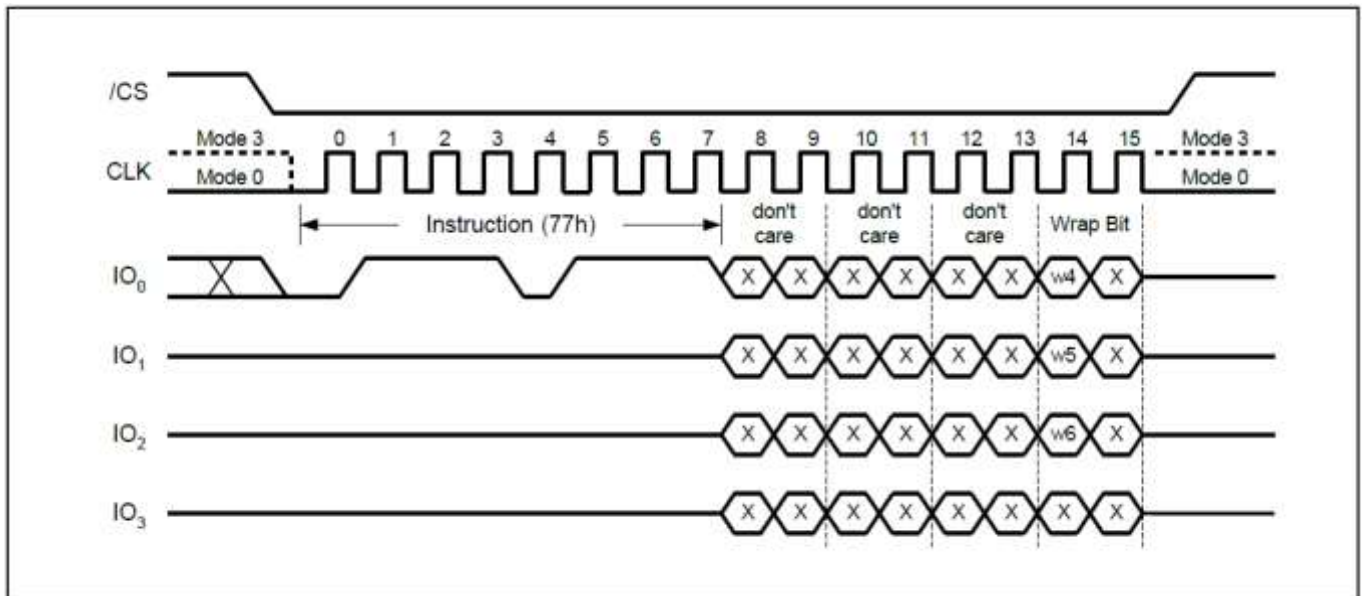 /CS
Mode 3 0 1 2 3 4 5 6 7 8 9 10 11 12 13 14 15 Mode 3
CLK
Mode 0 Mode 0
Instruction (77h) don't care don't care don't care Wrap Bit
IO0 X X X X X X X w4 X
IO1 X X X X X X w5 X
IO2 X X X X X X w6 X
IO3 X X X X X X X X